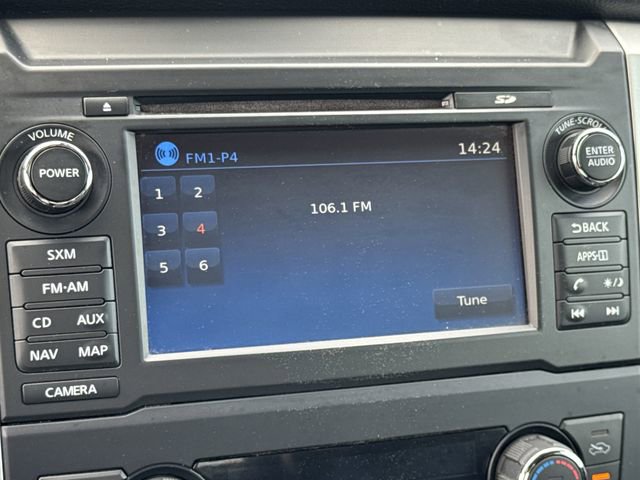 SD
VOLUME
POWER
TUNE-SCROLL
ENTER
AUDIO
FM1-P4
14:24
1 2
3 4
5 6
106.1 FM
Tune
SXM
FM-AM
CD AUX
NAV MAP
CAMERA
BACK
APPS-i